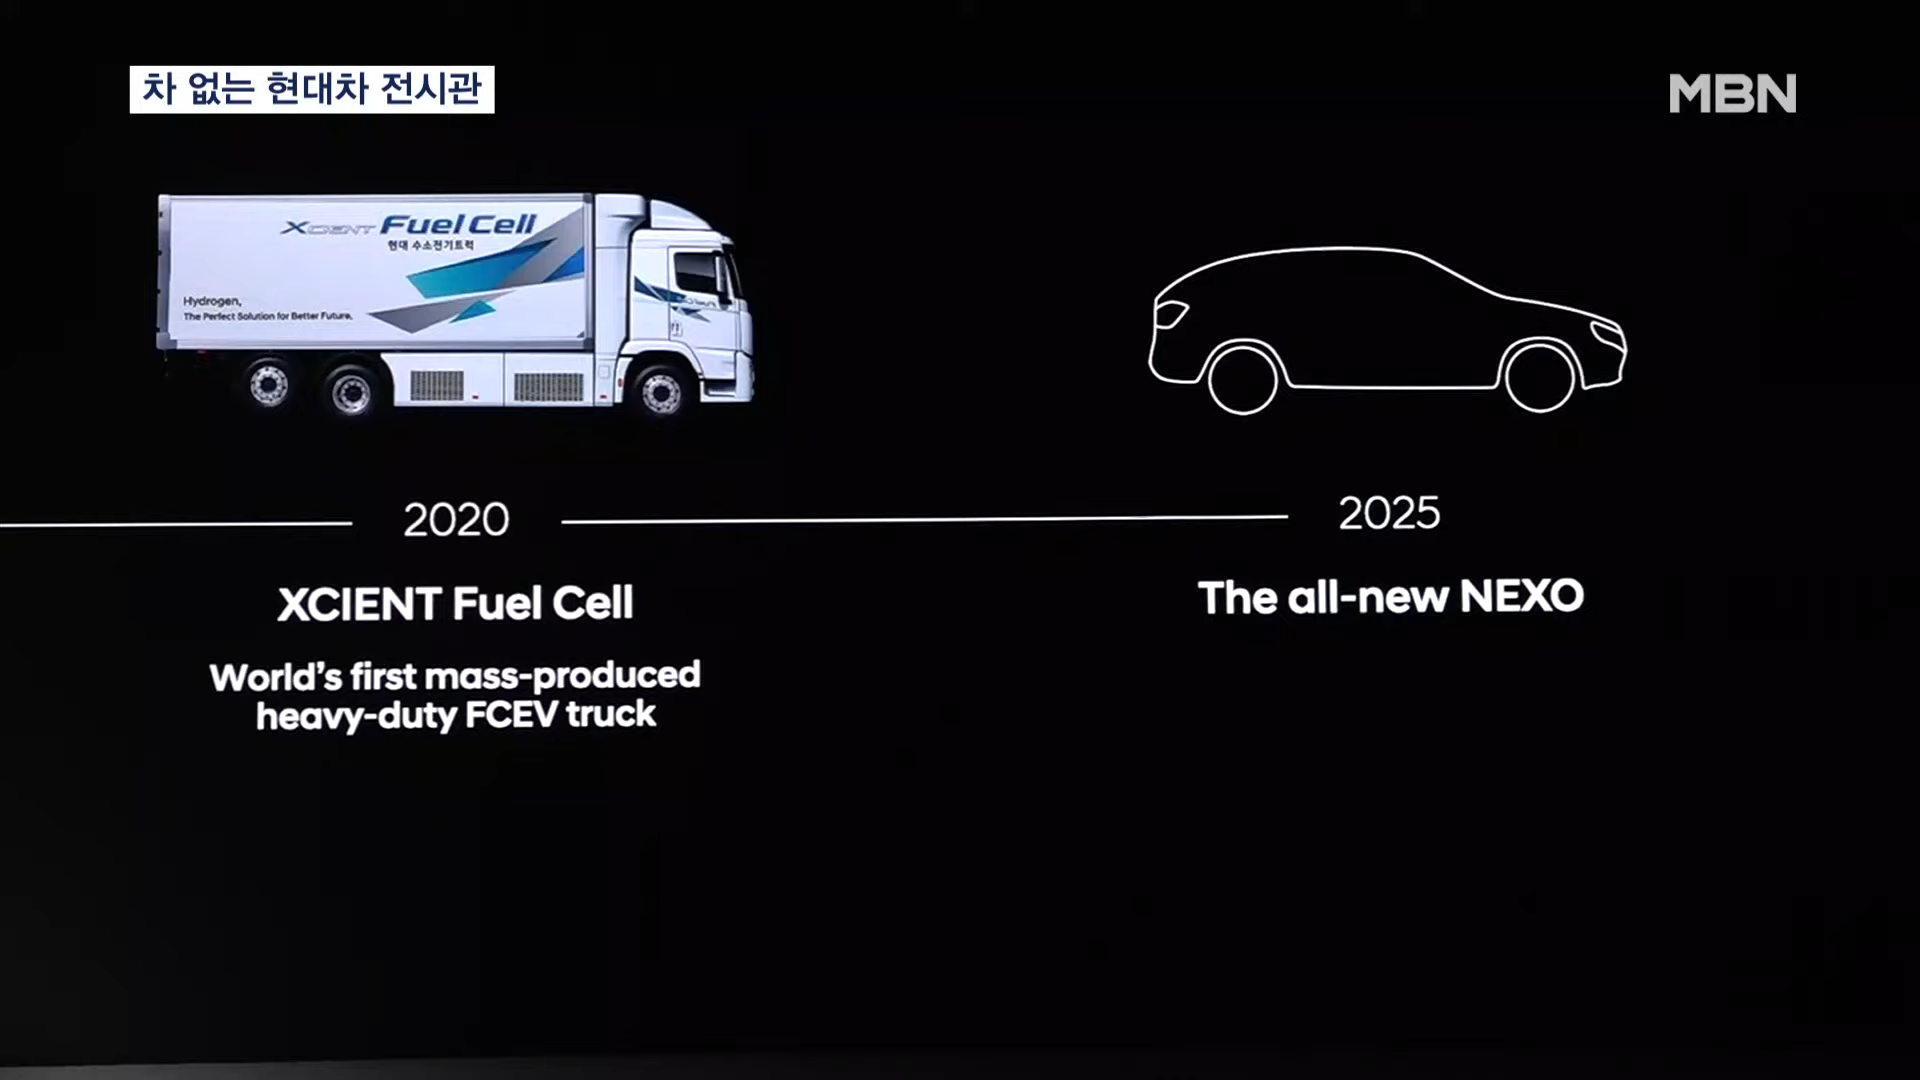 차 없는 현대차 전시관
MBN
XCIENT Fuel Cell
현대 수소전기트럭
Hydrogen,
The Perfect Solution for Better Future.
2020
2025
XCIENT Fuel Cell
The all-new NEXO
World's first mass-produced
heavy-duty FCEV truck